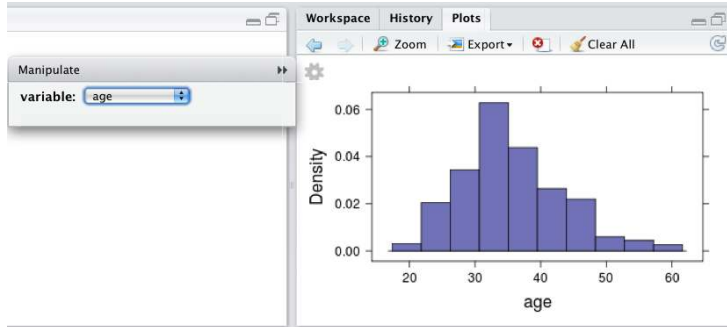 Workspace History Plots
Zoom Export Clear All
Manipulate
variable: age
0.06
0.04
0.02
0.00
Density
20 30 40 50 60
age